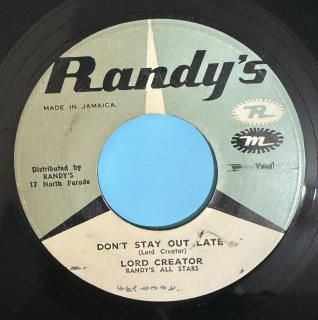 Randy's
MADE IN JAMAICA.
R
m
Distributed by
RANDY'S
17 North Parade
Vocal
DON'T STAY OUT LATE
(Lord Creator)
LORD CREATOR
RANDY'S ALL STARS